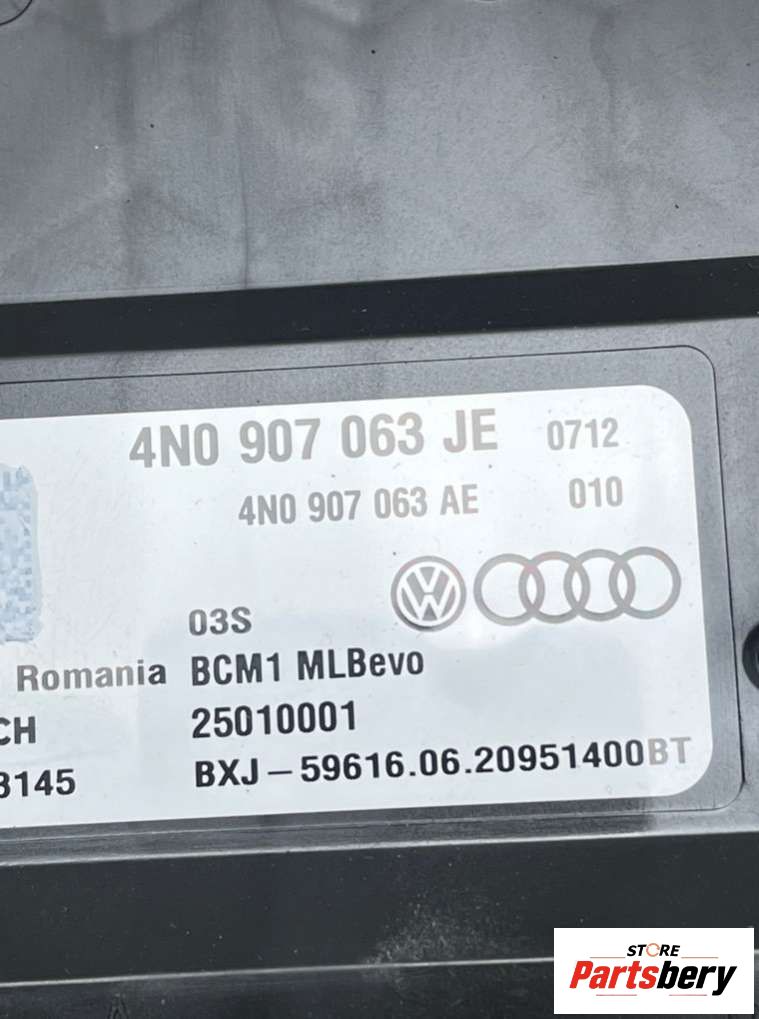 4N0 907 063 JE 0712
4N0 907 063 AE 010
03S
Romania BCM1 MLBevo
CH 25010001
3145 BXJ-59616.06.20951400BT
STORE
Partsbery